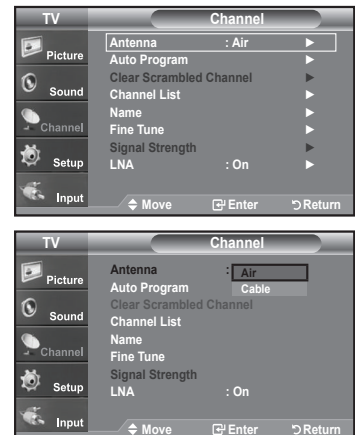 TV Channel
Picture
Sound
Channel
Setup
Input
Antenna : Air ►
Auto Program ►
Clear Scrambled Channel ►
Channel List ►
Name ►
Fine Tune ►
Signal Strength ►
LNA : On ►
Move Enter Return
TV Channel
Picture
Sound
Channel
Setup
Input
Antenna : Air
Auto Program Cable
Clear Scrambled Channel
Channel List
Name
Fine Tune
Signal Strength
LNA : On
Move Enter Return